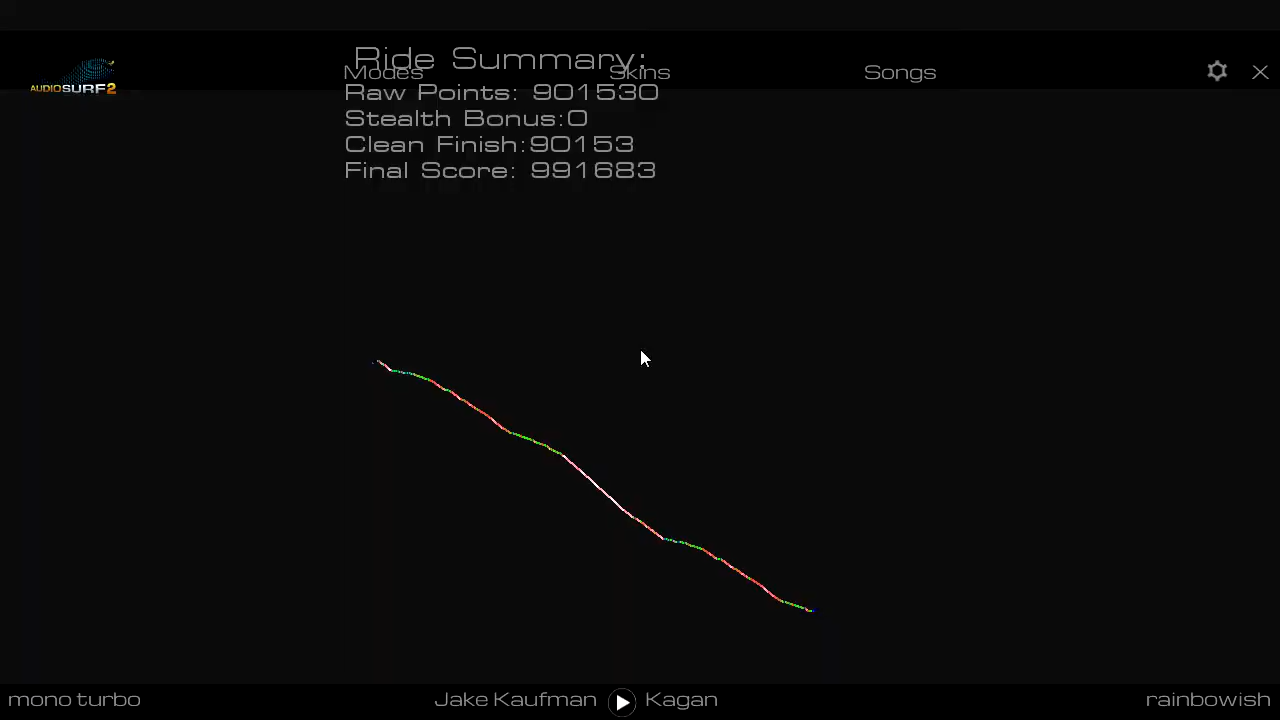 Ride Summary:
Modes Skins Songs
AUDIOSURF2
Raw Points: 901530
Stealth Bonus:0
Clean Finish:90153
Final Score: 991683
mono turbo Jake Kaufman Kagan rainbowish